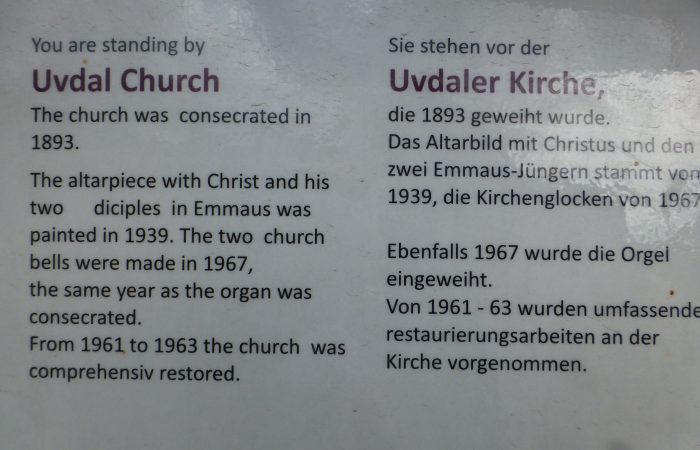 You are standing by
Uvdal Church
The church was consecrated in
1893.
The altarpiece with Christ and his
two diciples in Emmaus was
painted in 1939. The two church
bells were made in 1967,
the same year as the organ was
consecrated.
From 1961 to 1963 the church was
comprehensiv restored.
Sie stehen vor der
Uvdaler Kirche,
die 1893 geweiht wurde.
Das Altarbild mit Christus und den
zwei Emmaus-Jüngern stammt von
1939, die Kirchenglocken von 1967
Ebenfalls 1967 wurde die Orgel
eingeweiht.
Von 1961 - 63 wurden umfassende
restaurierungsarbeiten an der
Kirche vorgenommen.